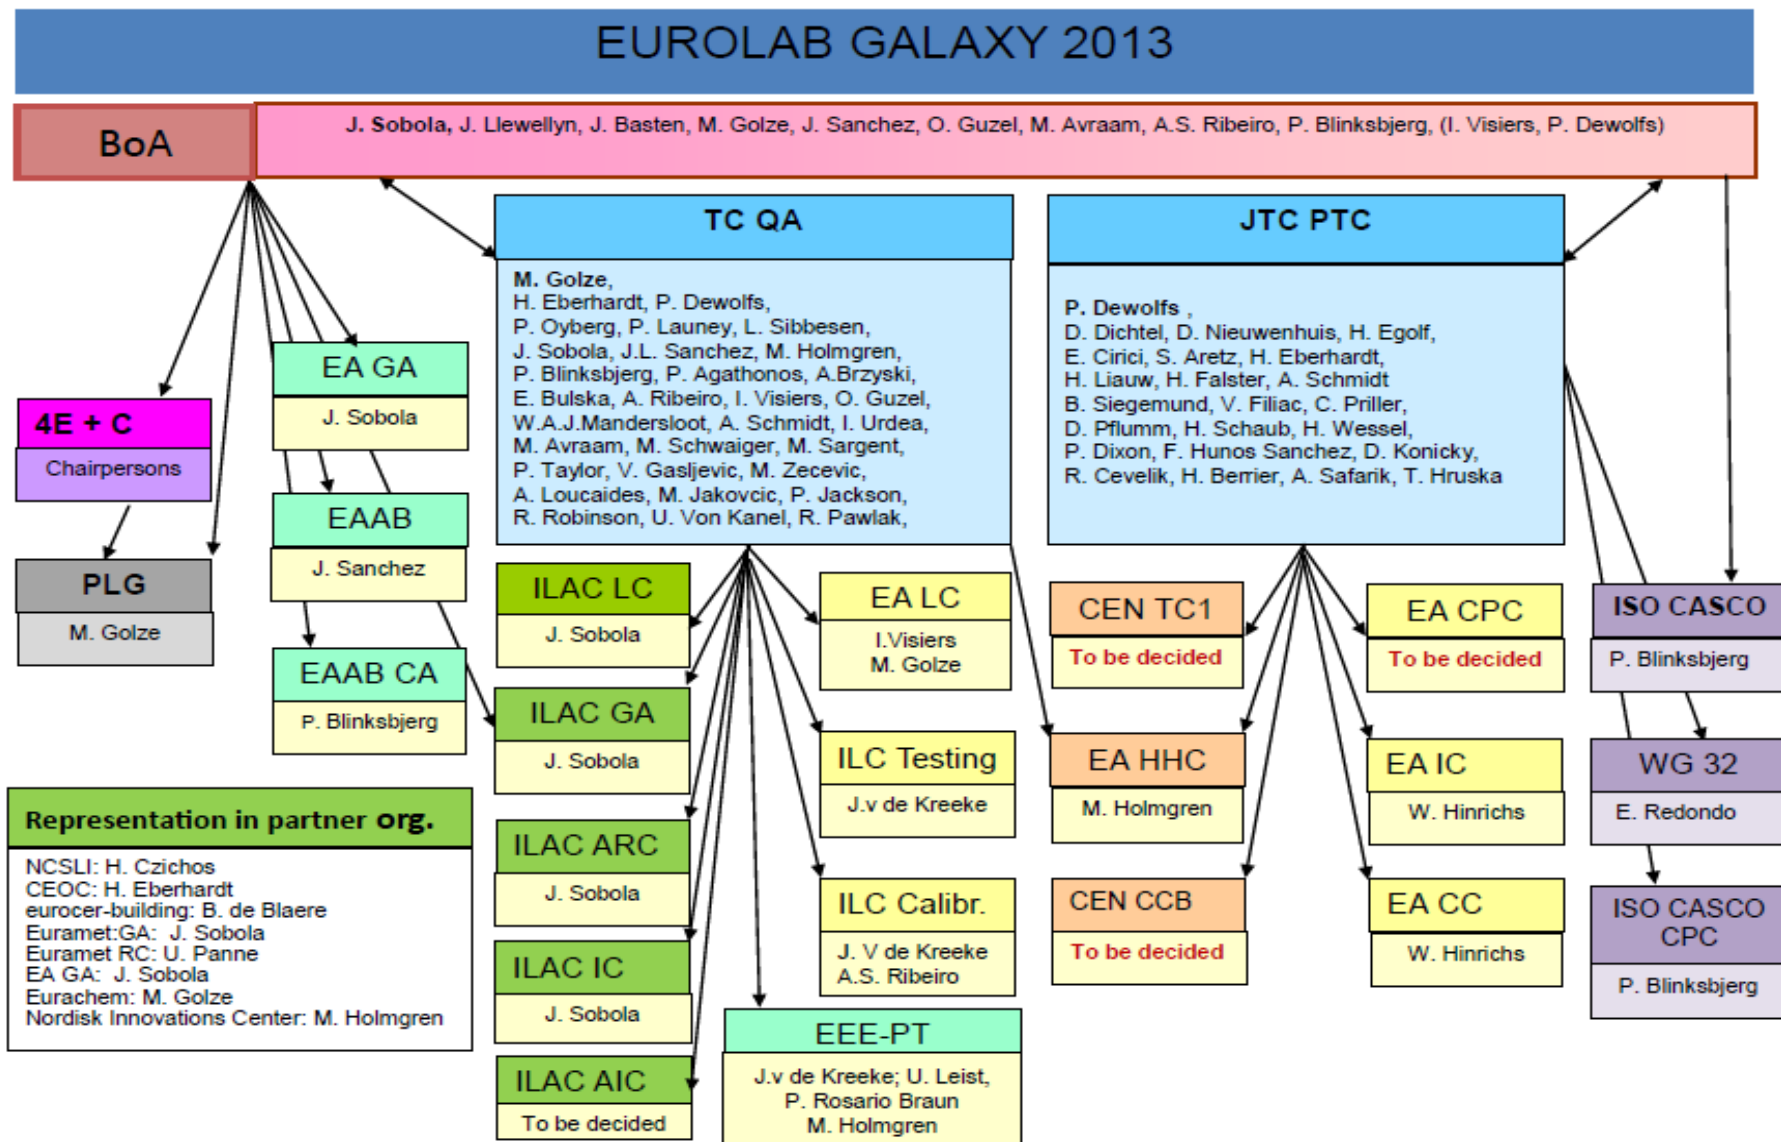 EUROLAB GALAXY 2013
BoA
J. Sobola, J. Llewellyn, J. Basten, M. Golze, J. Sanchez, O. Guzel, M. Avraam, A.S. Ribeiro, P. Blinksbjerg, (I. Visiers, P. Dewolfs)
TC QA
M. Golze,
H. Eberhardt, P. Dewolfs,
P. Oyberg, P. Launey, L. Sibbesen,
J. Sobola, J.L. Sanchez, M. Holmgren,
P. Blinksbjerg, P. Agathonos, A.Brzyski,
E. Bulska, A. Ribeiro, I. Visiers, O. Guzel,
W.A.J.Mandersloot, A. Schmidt, I. Urdea,
M. Avraam, M. Schwaiger, M. Sargent,
P. Taylor, V. Gasljevic, M. Zecevic,
A. Loucaides, M. Jakovcic, P. Jackson,
R. Robinson, U. Von Kanel, R. Pawlak,
JTC PTC
P. Dewolfs ,
D. Dichtel, D. Nieuwenhuis, H. Egolf,
E. Cirici, S. Aretz, H. Eberhardt,
H. Liauw, H. Falster, A. Schmidt
B. Siegemund, V. Filiac, C. Priller,
D. Pflumm, H. Schaub, H. Wessel,
P. Dixon, F. Hunos Sanchez, D. Konicky,
R. Cevelik, H. Berrier, A. Safarik, T. Hruska
4E + C
Chairpersons
PLG
M. Golze
EA GA
J. Sobola
EAAB
J. Sanchez
EAAB CA
P. Blinksbjerg
Representation in partner org.
NCSLI: H. Czichos
CEOC: H. Eberhardt
eurocer-building: B. de Blaere
Euramet:GA: J. Sobola
Euramet RC: U. Panne
EA GA: J. Sobola
Eurachem: M. Golze
Nordisk Innovations Center: M. Holmgren
ILAC LC
J. Sobola
ILAC GA
J. Sobola
ILAC ARC
J. Sobola
ILAC IC
J. Sobola
ILAC AIC
To be decided
EA LC
I.Visiers
M. Golze
ILC Testing
J.v de Kreeke
ILC Calibr.
J. V de Kreeke
A.S. Ribeiro
EEE-PT
J.v de Kreeke; U. Leist,
P. Rosario Braun
M. Holmgren
CEN TC1
To be decided
EA HHC
M. Holmgren
CEN CCB
To be decided
EA CPC
To be decided
EA IC
W. Hinrichs
EA CC
W. Hinrichs
ISO CASCO
P. Blinksbjerg
WG 32
E. Redondo
ISO CASCO
CPC
P. Blinksbjerg